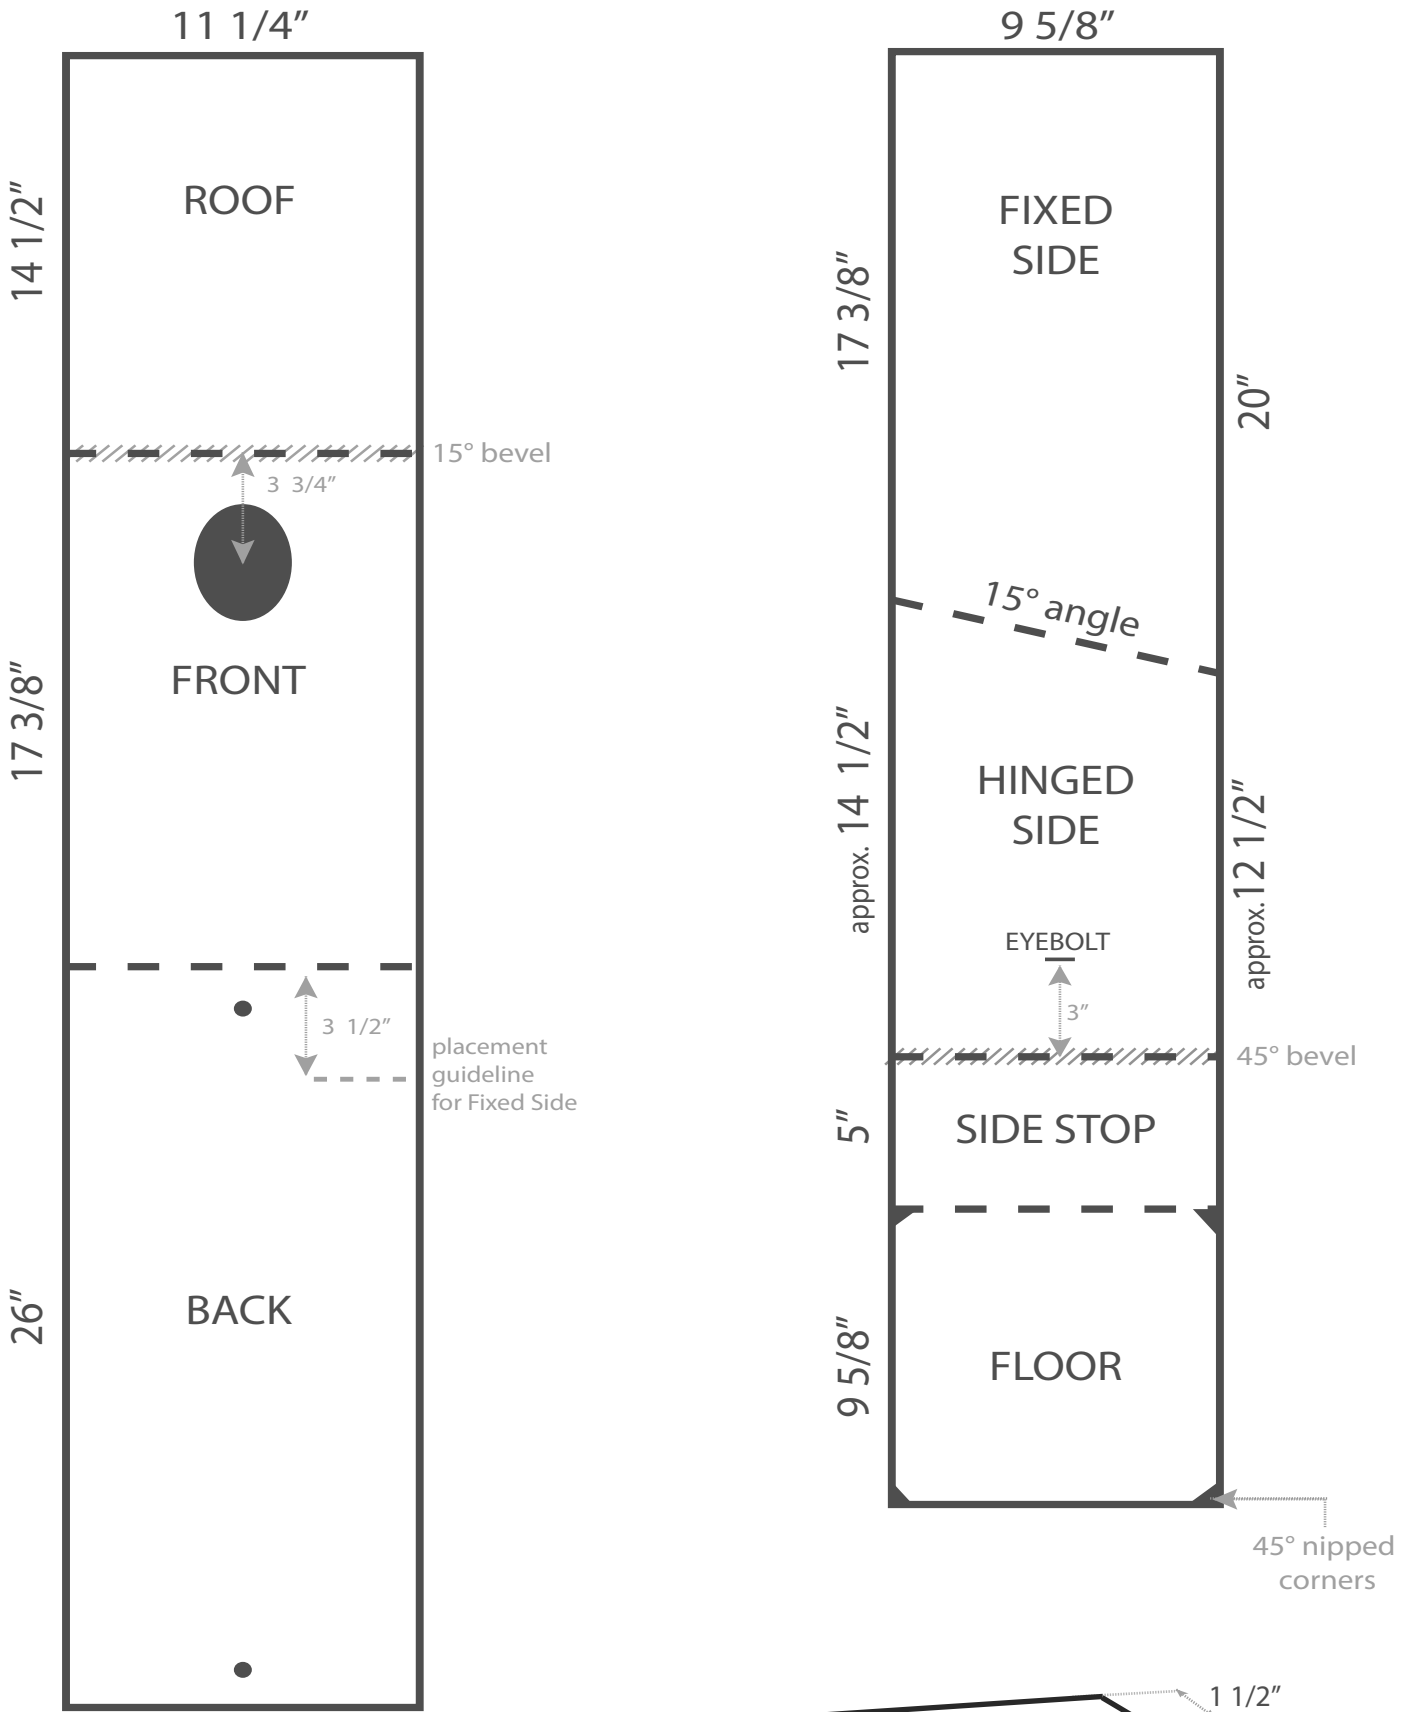 11 1/4”
ROOF
14 1/2”
15° bevel
3 3/4”
FRONT
17 3/8”
3 1/2”
placement
guideline
for Fixed Side
BACK
26”
9 5/8”
FIXED
SIDE
17 3/8”
20”
15° angle
HINGED
SIDE
approx. 14 1/2”
approx. 12 1/2”
EYEBOLT
3”
45° bevel
SIDE STOP
5”
FLOOR
9 5/8”
45° nipped
corners
1 1/2”